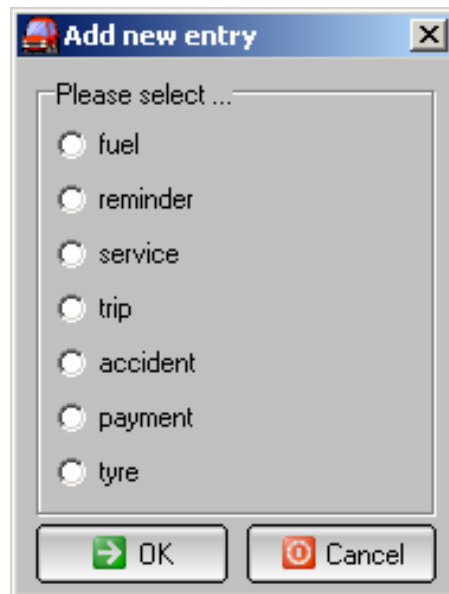 Add new entry
Please select ...
fuel
reminder
service
trip
accident
payment
tyre
OK
Cancel